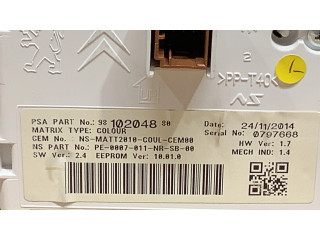 >PP-T40<
PSA PART No.: 98 102048 80
Date: 24/11/2014
MATRIX TYPE: COLOUR
Serial No: 0797668
CEM No. NS-MATT2010-COUL-CEM00
NS PART No: PE-0007-011-NR-SB-00
HW Ver: 1.7
SW Ver: 2.4 EEPROM Ver: 10.01.0
MECH IND: 1.4